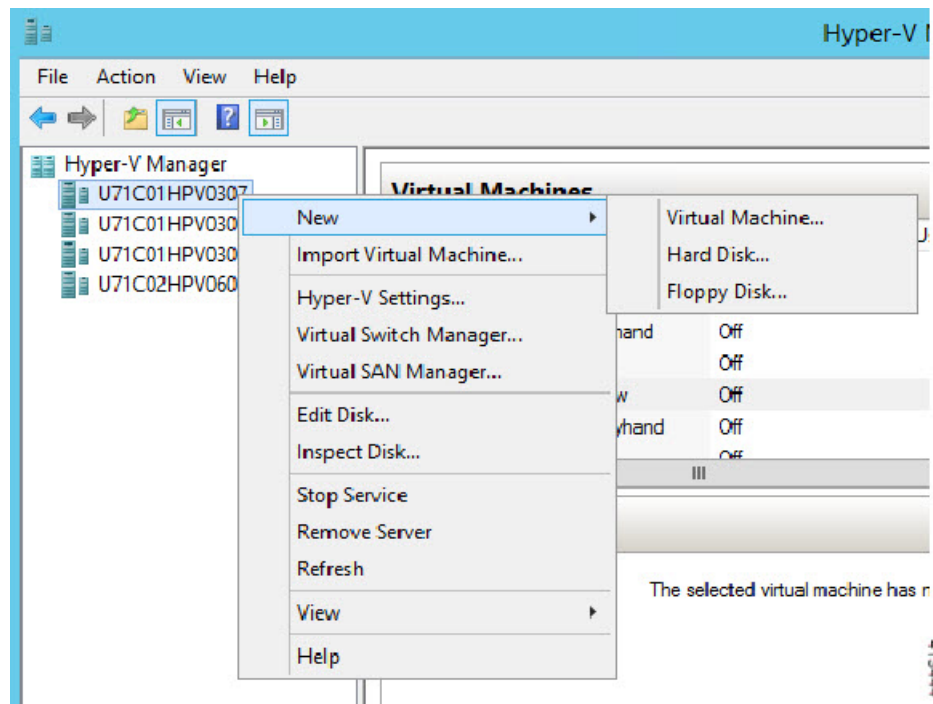 Hyper-V
File Action View Help
Hyper-V Manager
U71C01HPV0307
U71C01HPV030
U71C01HPV030
U71C02HPV060
Virtual Machines
New
Import Virtual Machine...
Hyper-V Settings...
Virtual Switch Manager...
Virtual SAN Manager...
Edit Disk...
Inspect Disk...
Stop Service
Remove Server
Refresh
View
Help
Virtual Machine...
Hard Disk...
Floppy Disk...
hand Off
Off
w Off
yhand Off
Off
The selected virtual machine has